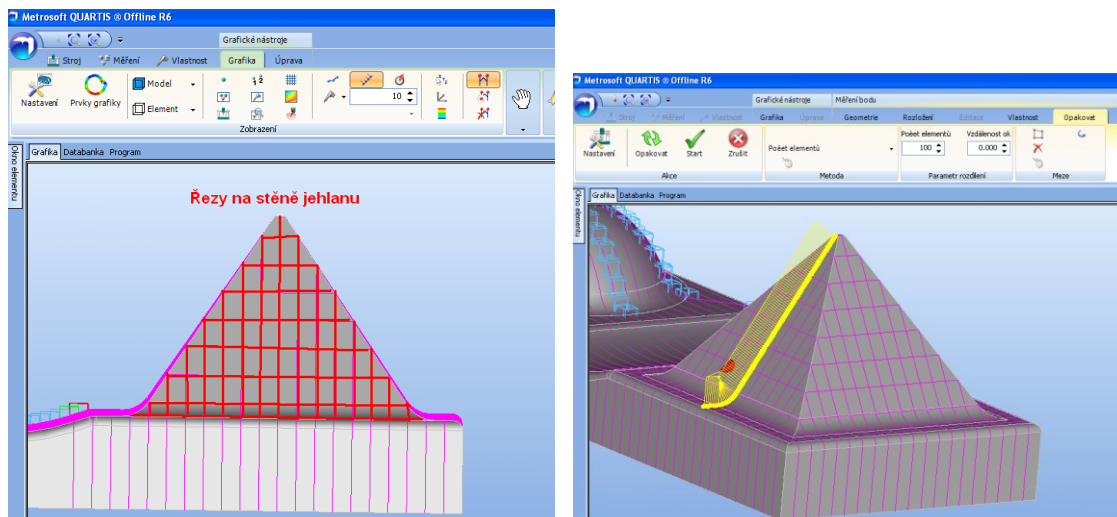 Metrosoft QUARTIS ® Offline R6
Grafické nástroje
Stroj Měření Vlastnost Grafika Úprava
Nastavení Prvky grafiky Model Element 10
Zobrazení
Okno elementu
Grafika Databanka Program
Řezy na stěně jehlanu
Metrosoft QUARTIS ® Offline R6
Grafické nástroje Měření bodu
Stroj Měření Vlastnost Grafika Úprava Geometrie Rozložení Editace Vlastnost Opakovat
Počet elementů Vzdálenost ok
Nastavení Opakovat Start Zrušit Počet elementů 100 0.000
Akce Metoda Parametr rozdílení Meze
Okno elementu
Grafika Databanka Program